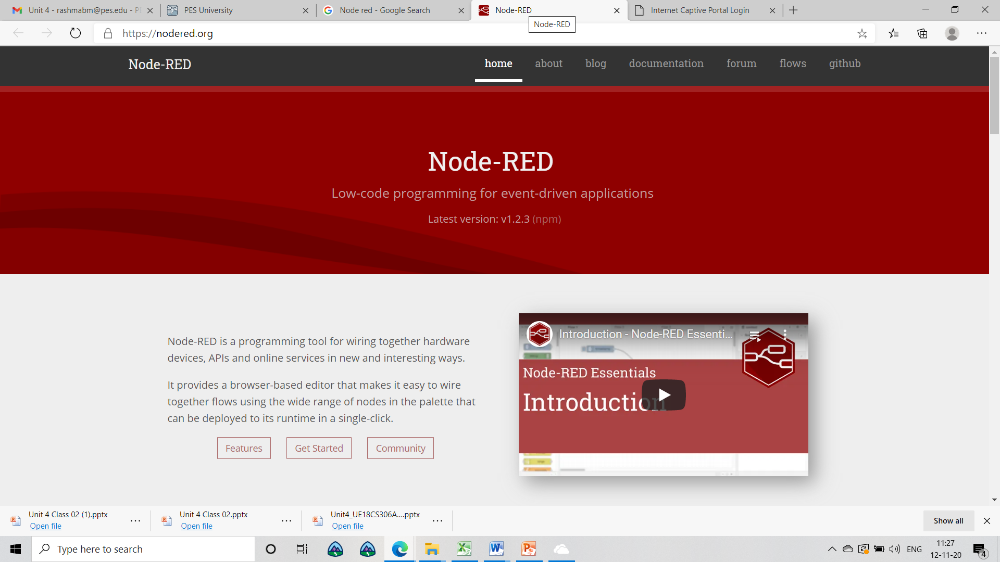 Unit 4 - rashmabm@pes.edu - PE
PES University
Node red - Google Search
Node-RED
Internet Captive Portal Login
Node-RED
https://nodered.org
Node-RED
home
about
blog
documentation
forum
flows
github
Node-RED
Low-code programming for event-driven applications
Latest version: v1.2.3 (npm)
Node-RED is a programming tool for wiring together hardware
devices, APIs and online services in new and interesting ways.
It provides a browser-based editor that makes it easy to wire
together flows using the wide range of nodes in the palette that
can be deployed to its runtime in a single-click.
Features
Get Started
Community
Introduction - Node-RED Essenti...
Node-RED Essentials
Introduction
Unit 4 Class 02 (1).pptx
Open file
Unit 4 Class 02.pptx
Open file
Unit4_UE18CS306A....pptx
Open file
Show all
Type here to search
ENG
11:27
12-11-20
4